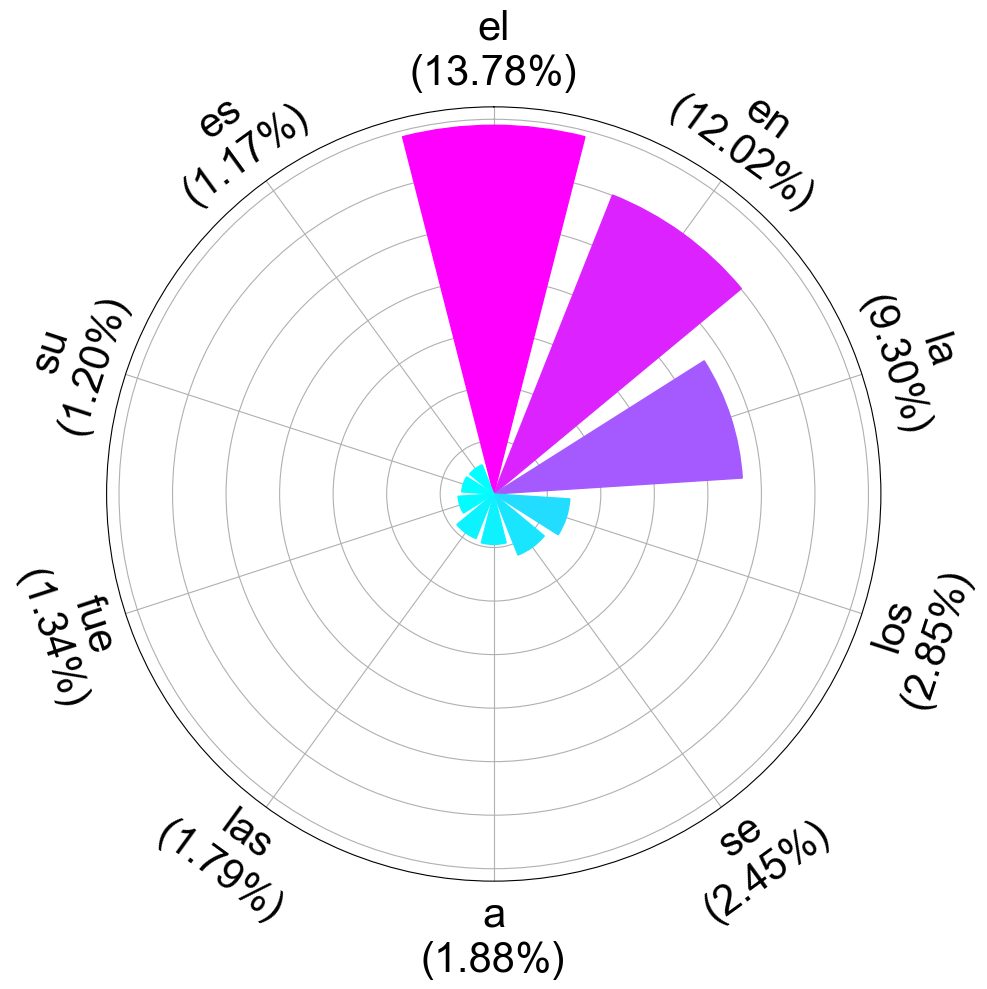 el
(13.78%)
en
(12.02%)
la
(9.30%)
los
(2.85%)
se
(2.45%)
a
(1.88%)
las
(1.79%)
fue
(1.34%)
su
(1.20%)
es
(1.17%)